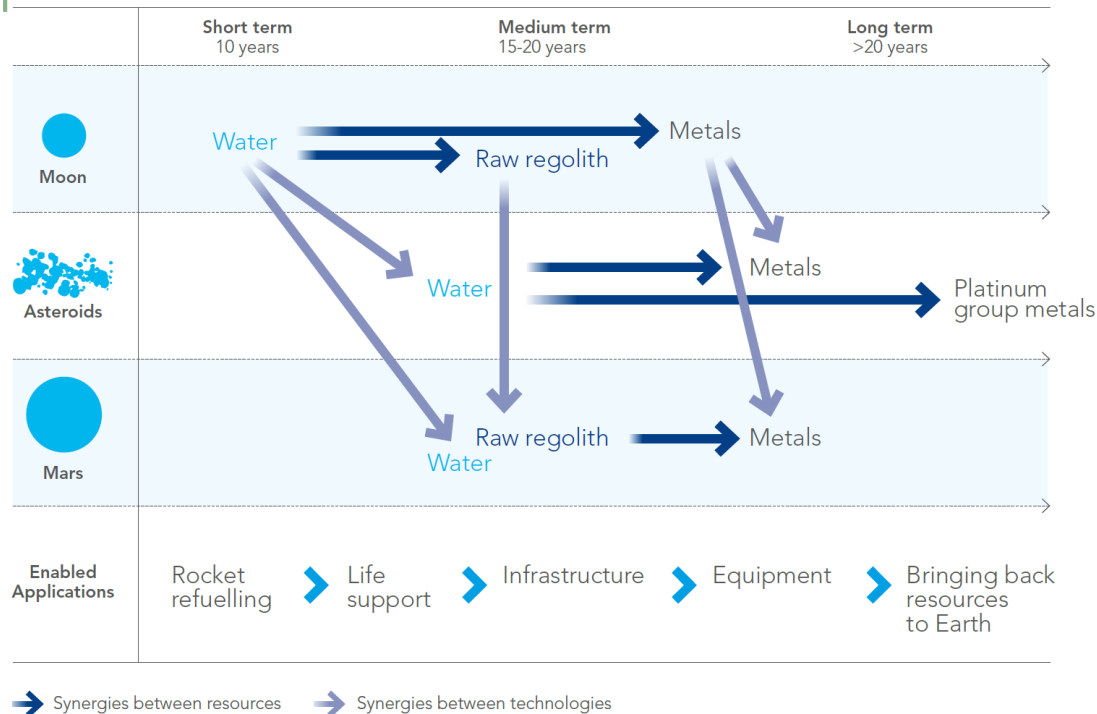 Short term
10 years
Medium term
15-20 years
Long term
>20 years
Moon
Water
Metals
Raw regolith
Asteroids
Water
Metals
Platinum
group metals
Mars
Raw regolith
Water
Metals
Enabled
Applications
Rocket
refuelling
Life
support
Infrastructure
Equipment
Bringing back
resources
to Earth
Synergies between resources
Synergies between technologies